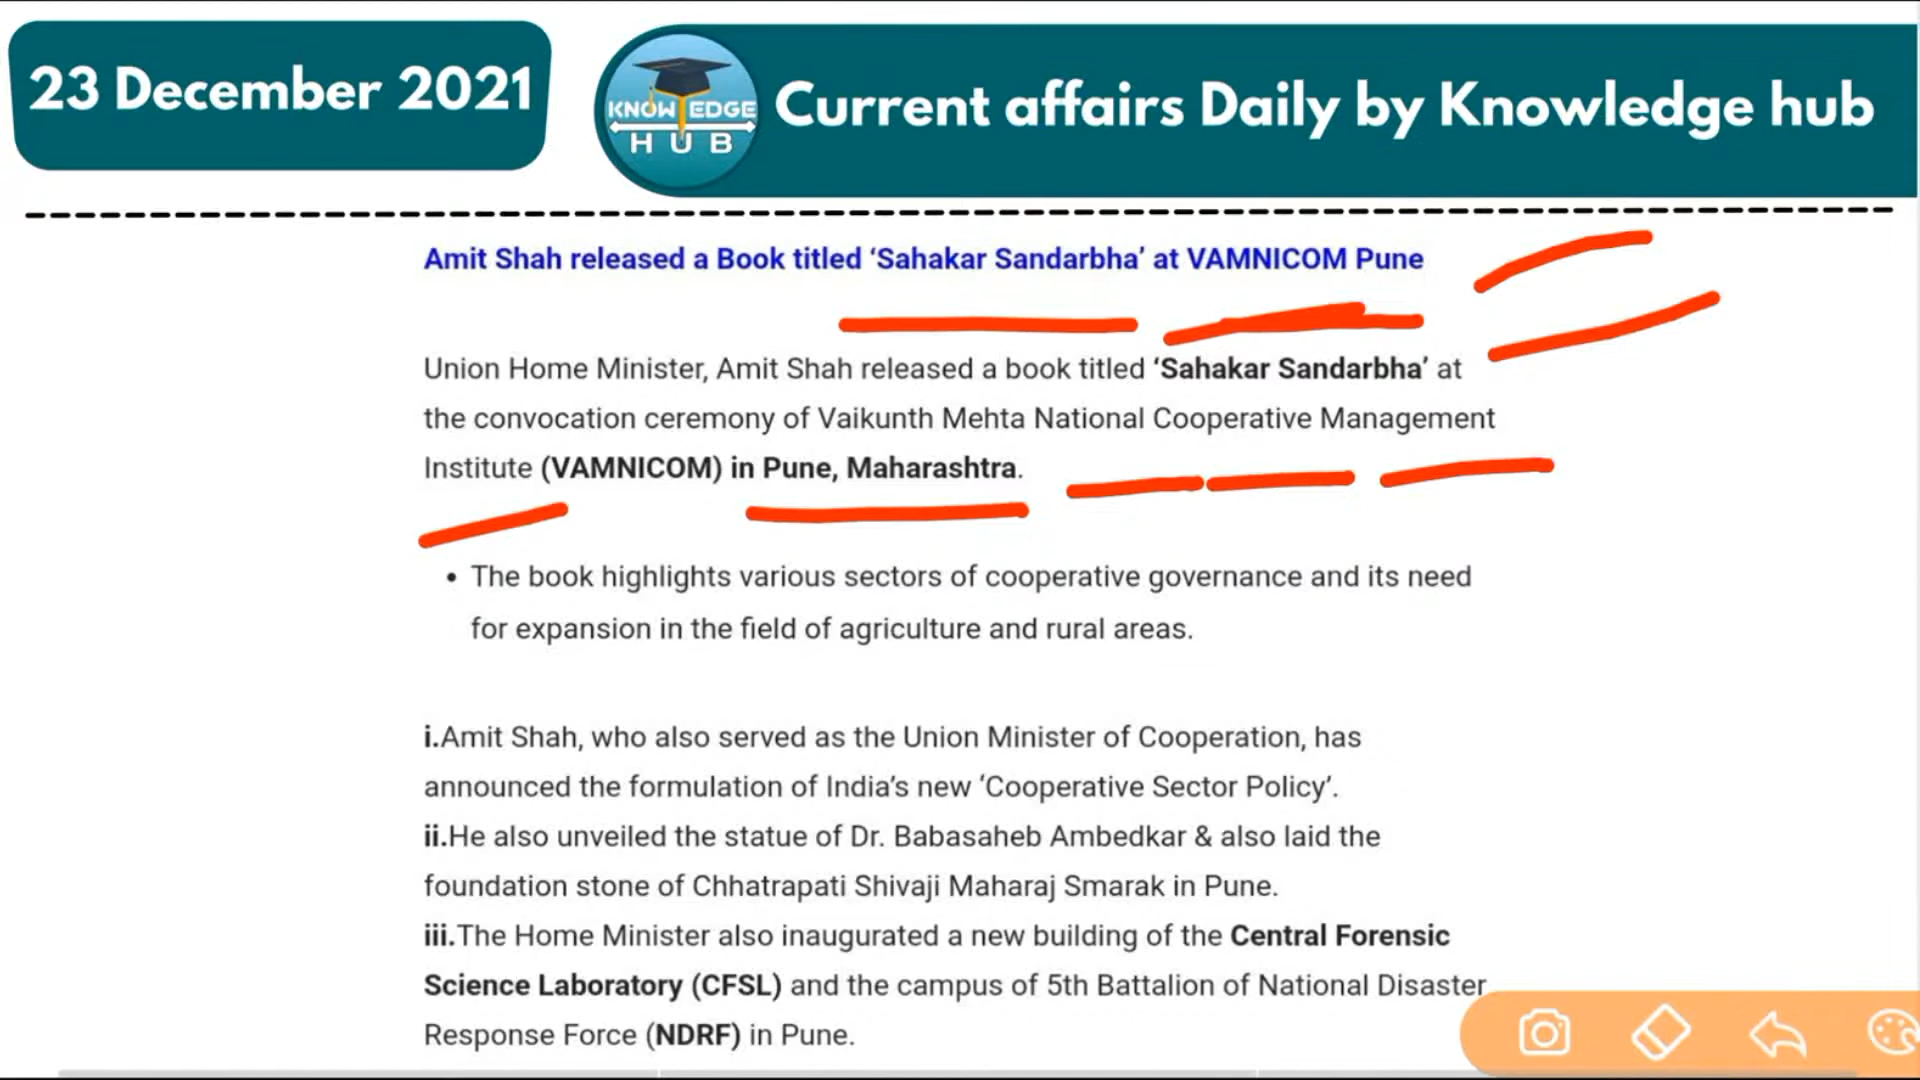 23 December 2021
KNOWLEDGE
HUB
Current affairs Daily by Knowledge hub
Amit Shah released a Book titled ‘Sahakar Sandarbha’ at VAMNICOM Pune
Union Home Minister, Amit Shah released a book titled ‘Sahakar Sandarbha’ at
the convocation ceremony of Vaikunth Mehta National Cooperative Management
Institute (VAMNICOM) in Pune, Maharashtra.
• The book highlights various sectors of cooperative governance and its need
for expansion in the field of agriculture and rural areas.
i.Amit Shah, who also served as the Union Minister of Cooperation, has
announced the formulation of India’s new ‘Cooperative Sector Policy’.
ii.He also unveiled the statue of Dr. Babasaheb Ambedkar & also laid the
foundation stone of Chhatrapati Shivaji Maharaj Smarak in Pune.
iii.The Home Minister also inaugurated a new building of the Central Forensic
Science Laboratory (CFSL) and the campus of 5th Battalion of National Disaster
Response Force (NDRF) in Pune.